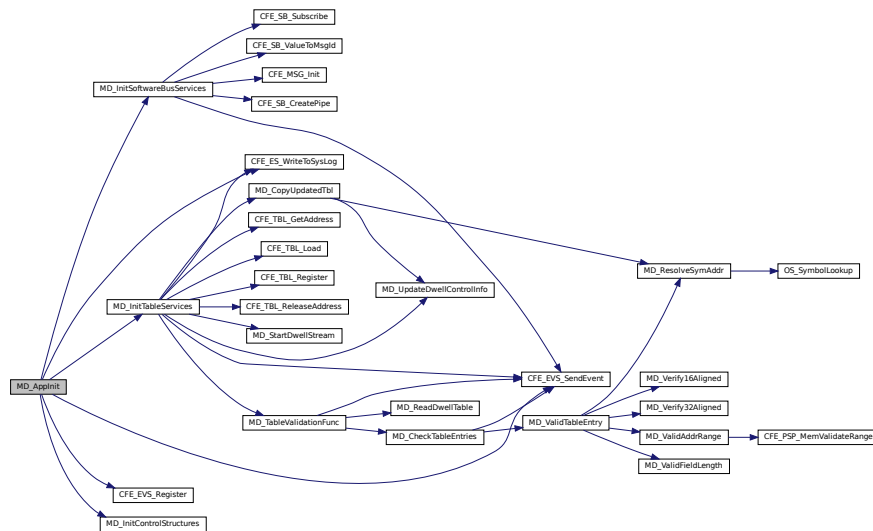 CFE_SB_Subscribe
CFE_SB_ValueToMsgId
CFE_MSG_Init
MD_InitSoftwareBusServices
CFE_SB_CreatePipe
CFE_ES_WriteToSysLog
MD_CopyUpdatedTbl
CFE_TBL_GetAddress
CFE_TBL_Load
MD_ResolveSymAddr
OS_SymbolLookup
CFE_TBL_Register
MD_UpdateDwellControlInfo
MD_InitTableServices
CFE_TBL_ReleaseAddress
MD_StartDwellStream
CFE_EVS_SendEvent
MD_Verify16Aligned
MD_AppInit
MD_ReadDwellTable
MD_Verify32Aligned
MD_TableValidationFunc
MD_ValidTableEntry
MD_CheckTableEntries
MD_ValidAddrRange
CFE_PSP_MemValidateRange
MD_ValidFieldLength
CFE_EVS_Register
MD_InitControlStructures